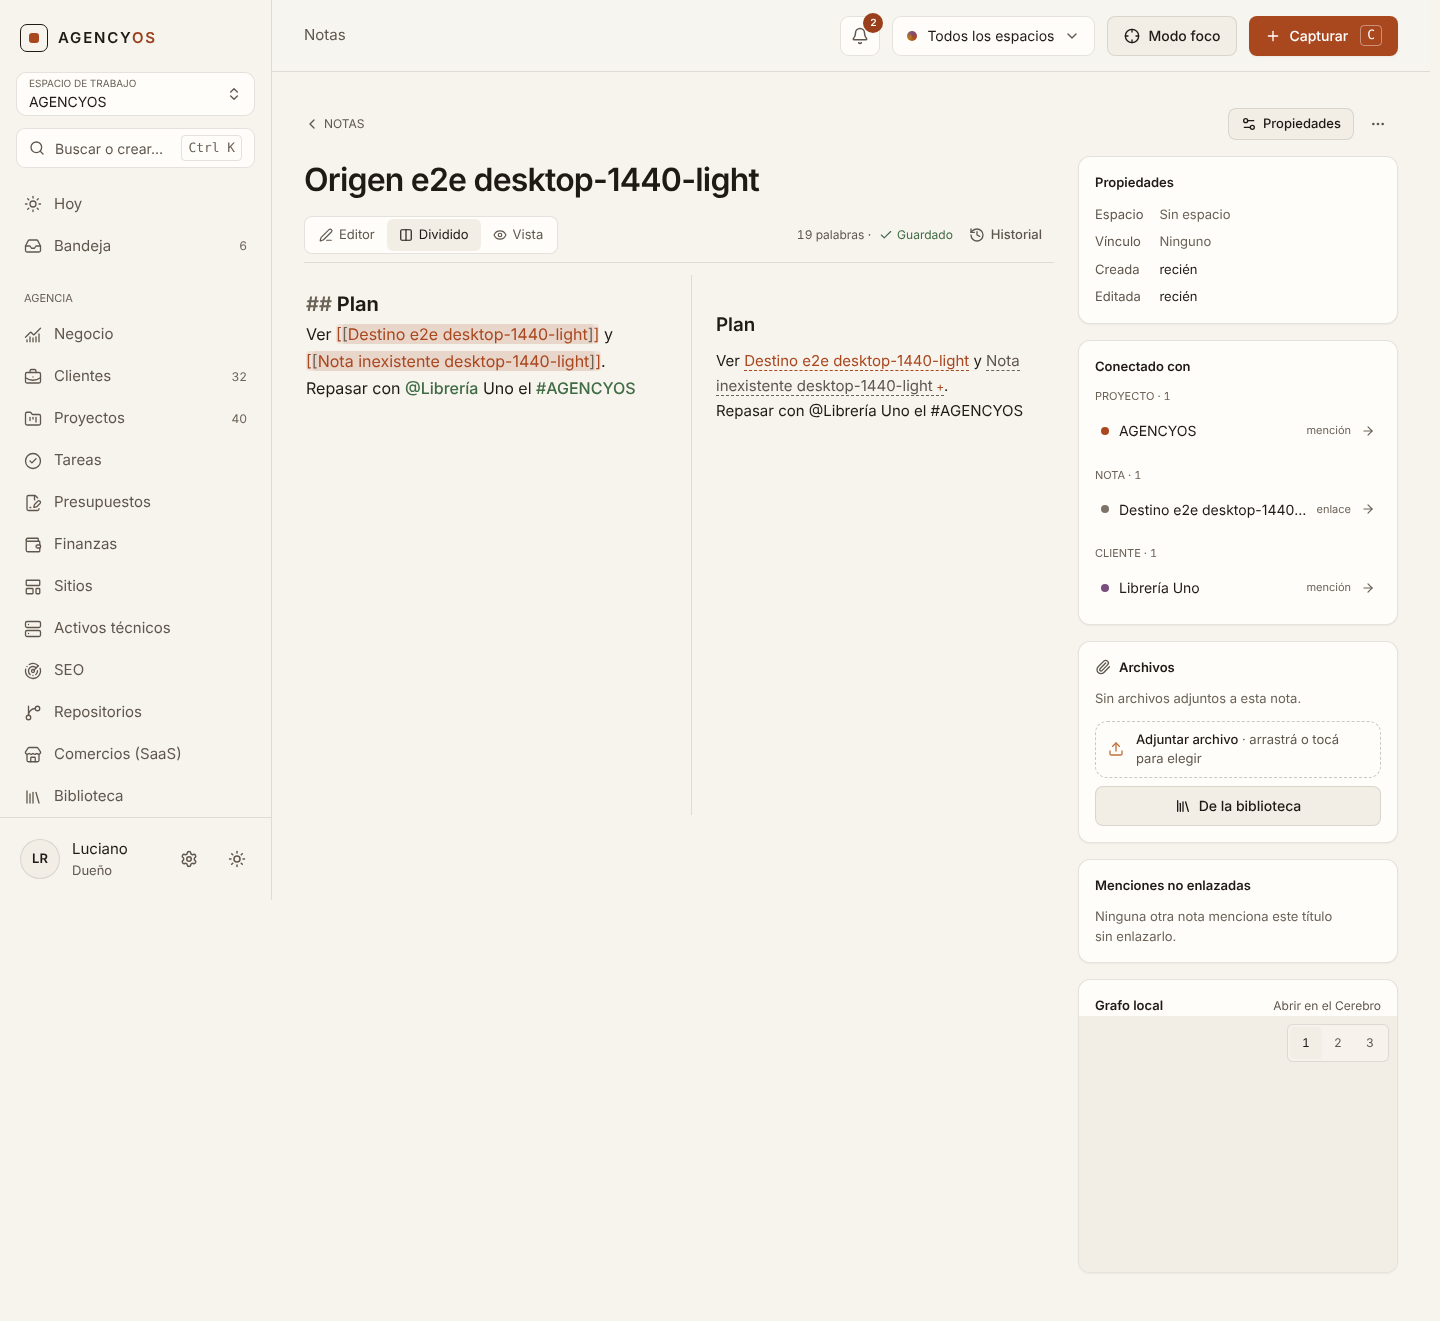 AGENCYOS
ESPACIO DE TRABAJO
AGENCYOS
Buscar o crear... Ctrl K
Hoy
Bandeja 6
AGENCIA
Negocio
Clientes 32
Proyectos 40
Tareas
Presupuestos
Finanzas
Sitios
Activos técnicos
SEO
Repositorios
Comercios (SaaS)
Biblioteca
LR
Luciano
Dueño
Notas
2
Todos los espacios
Modo foco
Capturar C
NOTAS
Propiedades
Origen e2e desktop-1440-light
Editor Dividido Vista
19 palabras · Guardado Historial
## Plan
Ver [[Destino e2e desktop-1440-light]] y
[[Nota inexistente desktop-1440-light]].
Repasar con @Librería Uno el #AGENCYOS
Plan
Ver Destino e2e desktop-1440-light y Nota
inexistente desktop-1440-light +.
Repasar con @Librería Uno el #AGENCYOS
Propiedades
Espacio Sin espacio
Vínculo Ninguno
Creada recién
Editada recién
Conectado con
PROYECTO · 1
AGENCYOS mención
NOTA · 1
Destino e2e desktop-1440... enlace
CLIENTE · 1
Librería Uno mención
Archivos
Sin archivos adjuntos a esta nota.
Adjuntar archivo · arrastrá o tocá
para elegir
De la biblioteca
Menciones no enlazadas
Ninguna otra nota menciona este título
sin enlazarlo.
Grafo local Abrir en el Cerebro
1 2 3